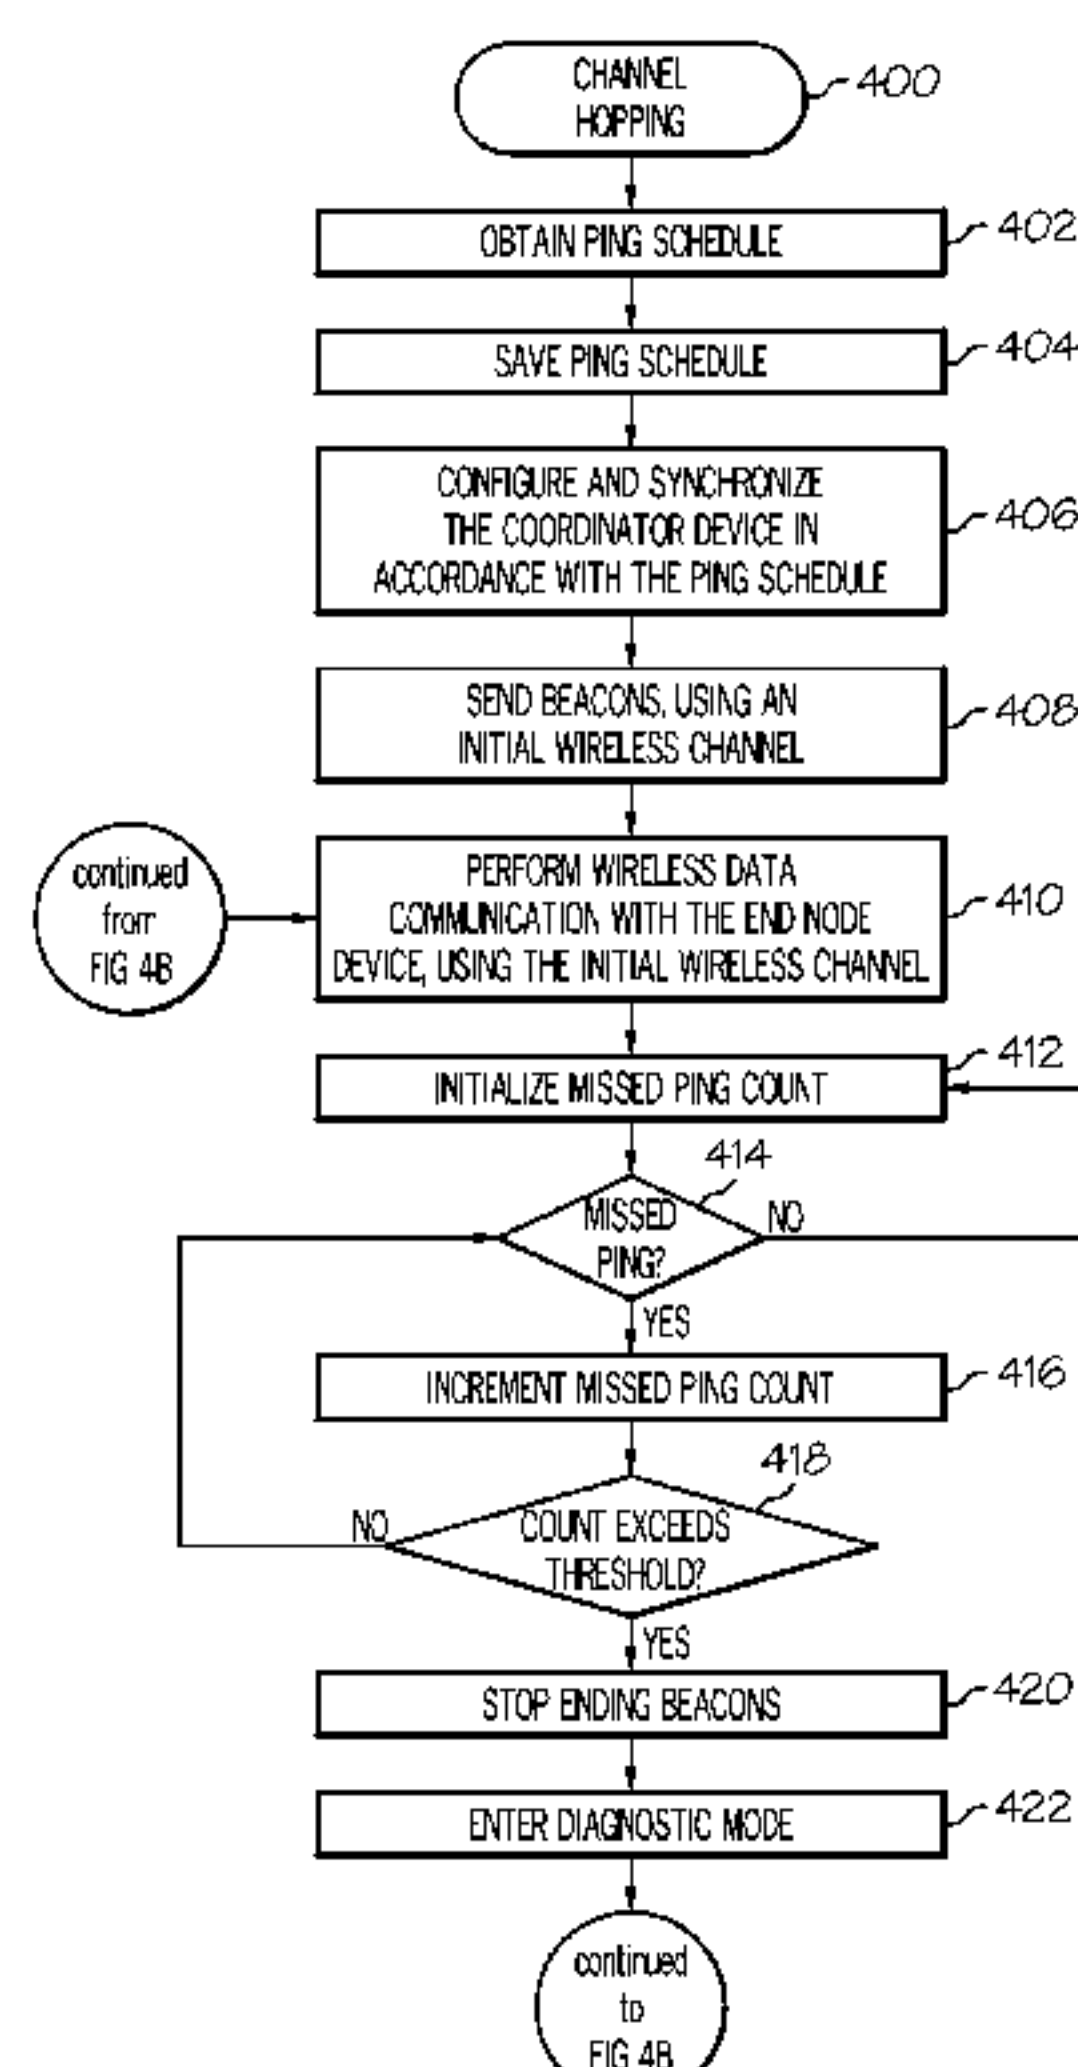 CHANNEL
HOPPING
400
OBTAIN PING SCHEDULE
402
SAVE PING SCHEDULE
404
CONFIGURE AND SYNCHRONIZE
THE COORDINATOR DEVICE IN
ACCORDANCE WITH THE PING SCHEDULE
406
SEND BEACONS, USING AN
INITIAL WIRELESS CHANNEL
408
continued
from
FIG 4B
PERFORM WIRELESS DATA
COMMUNICATION WITH THE END NODE
DEVICE, USING THE INITIAL WIRELESS CHANNEL
410
INITIALIZE MISSED PING COUNT
412
414
MISSED
PING?
NO
YES
INCREMENT MISSED PING COUNT
416
418
COUNT EXCEEDS
THRESHOLD?
NO
YES
STOP ENDING BEACONS
420
ENTER DIAGNOSTIC MODE
422
continued
to
FIG 4B